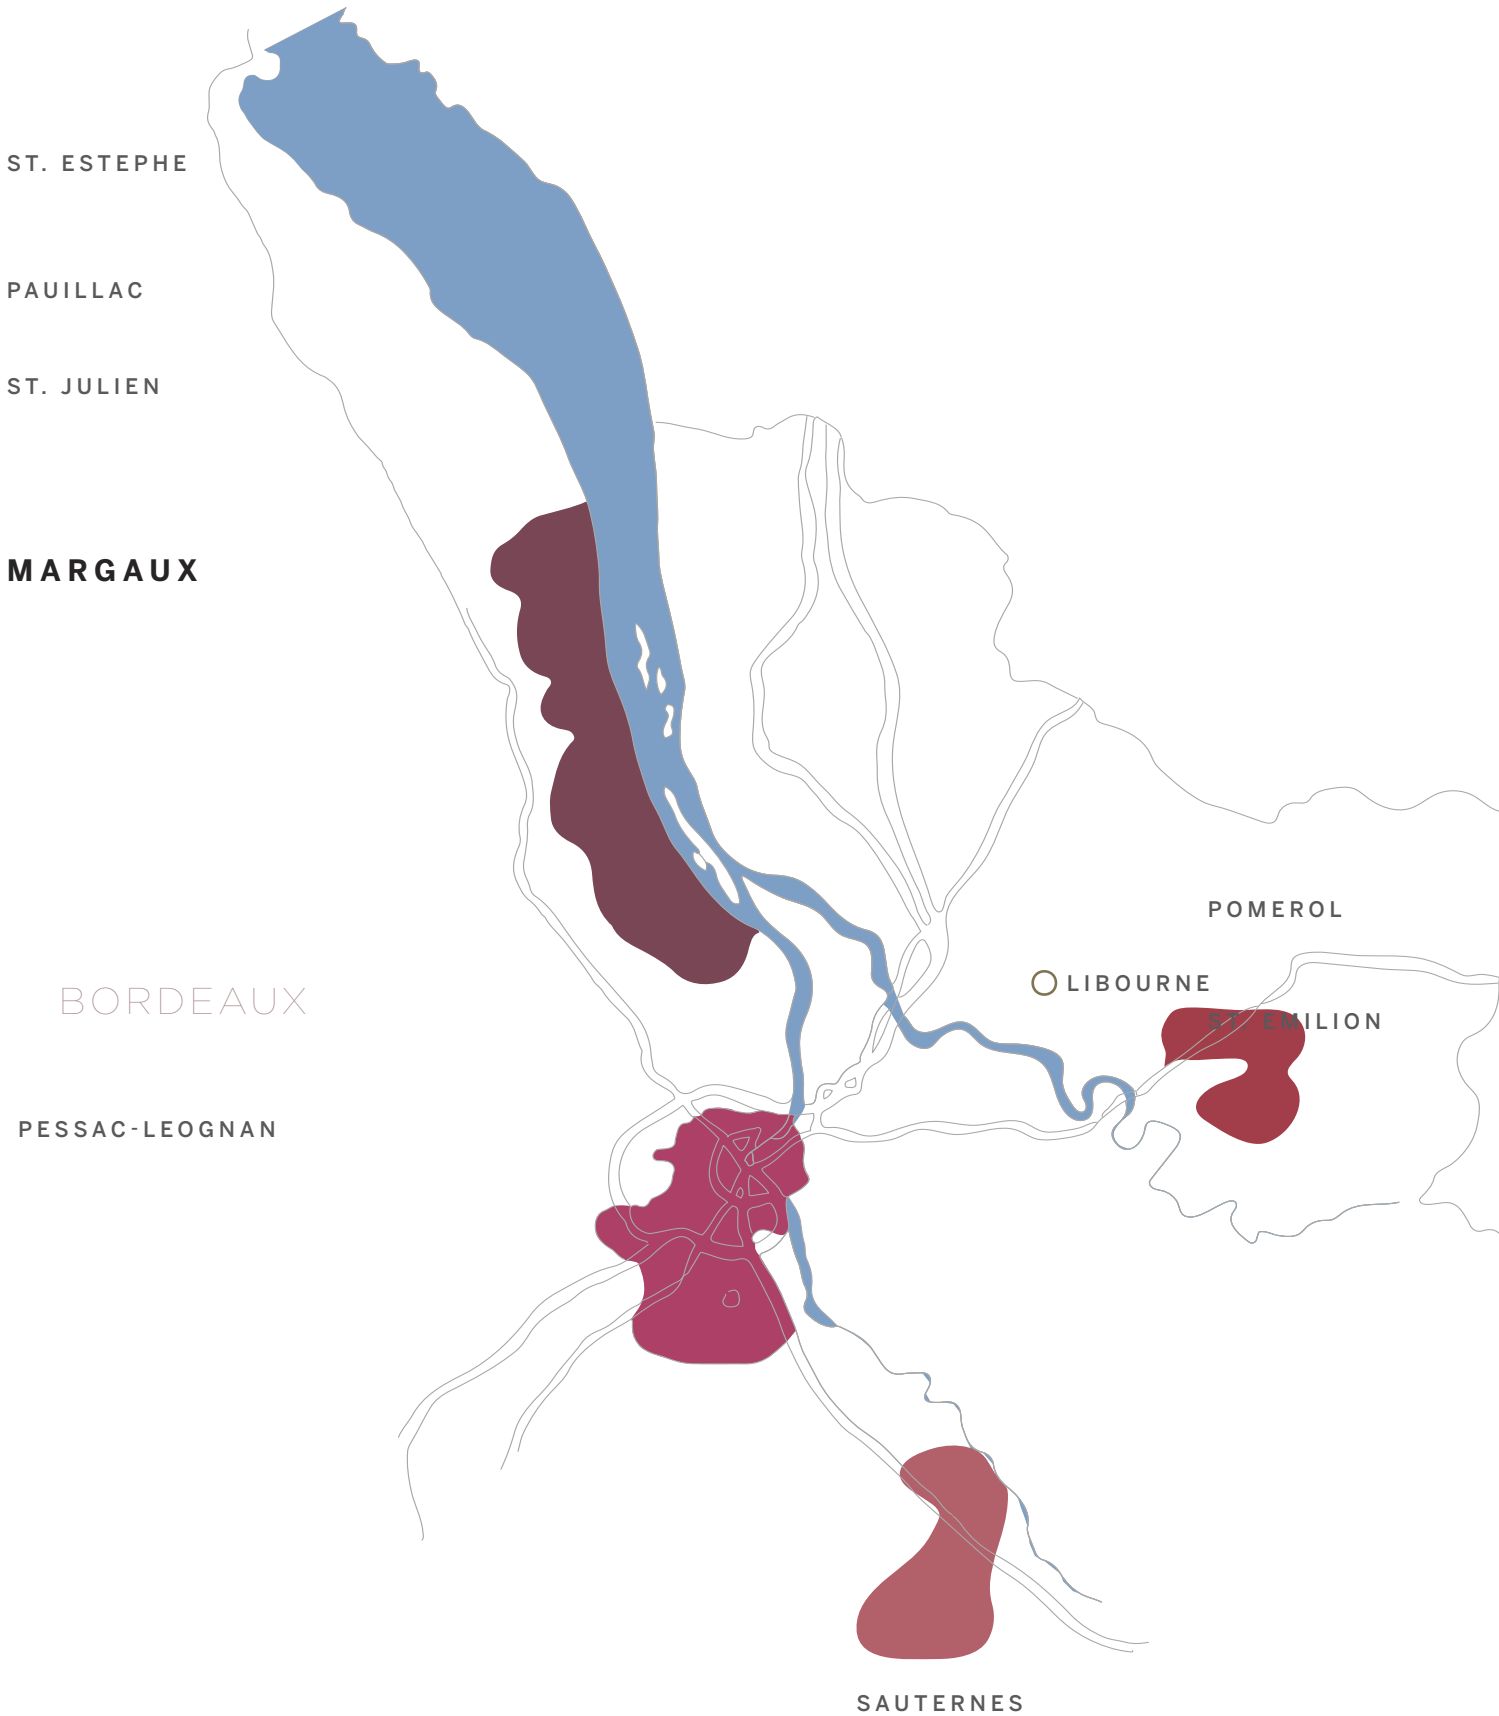 ST. ESTEPHE
PAUILLAC
ST. JULIEN
MARGAUX
POMEROL
LIBOURNE
BORDEAUX
ST. EMILION
PESSAC-LEOGNAN
SAUTERNES